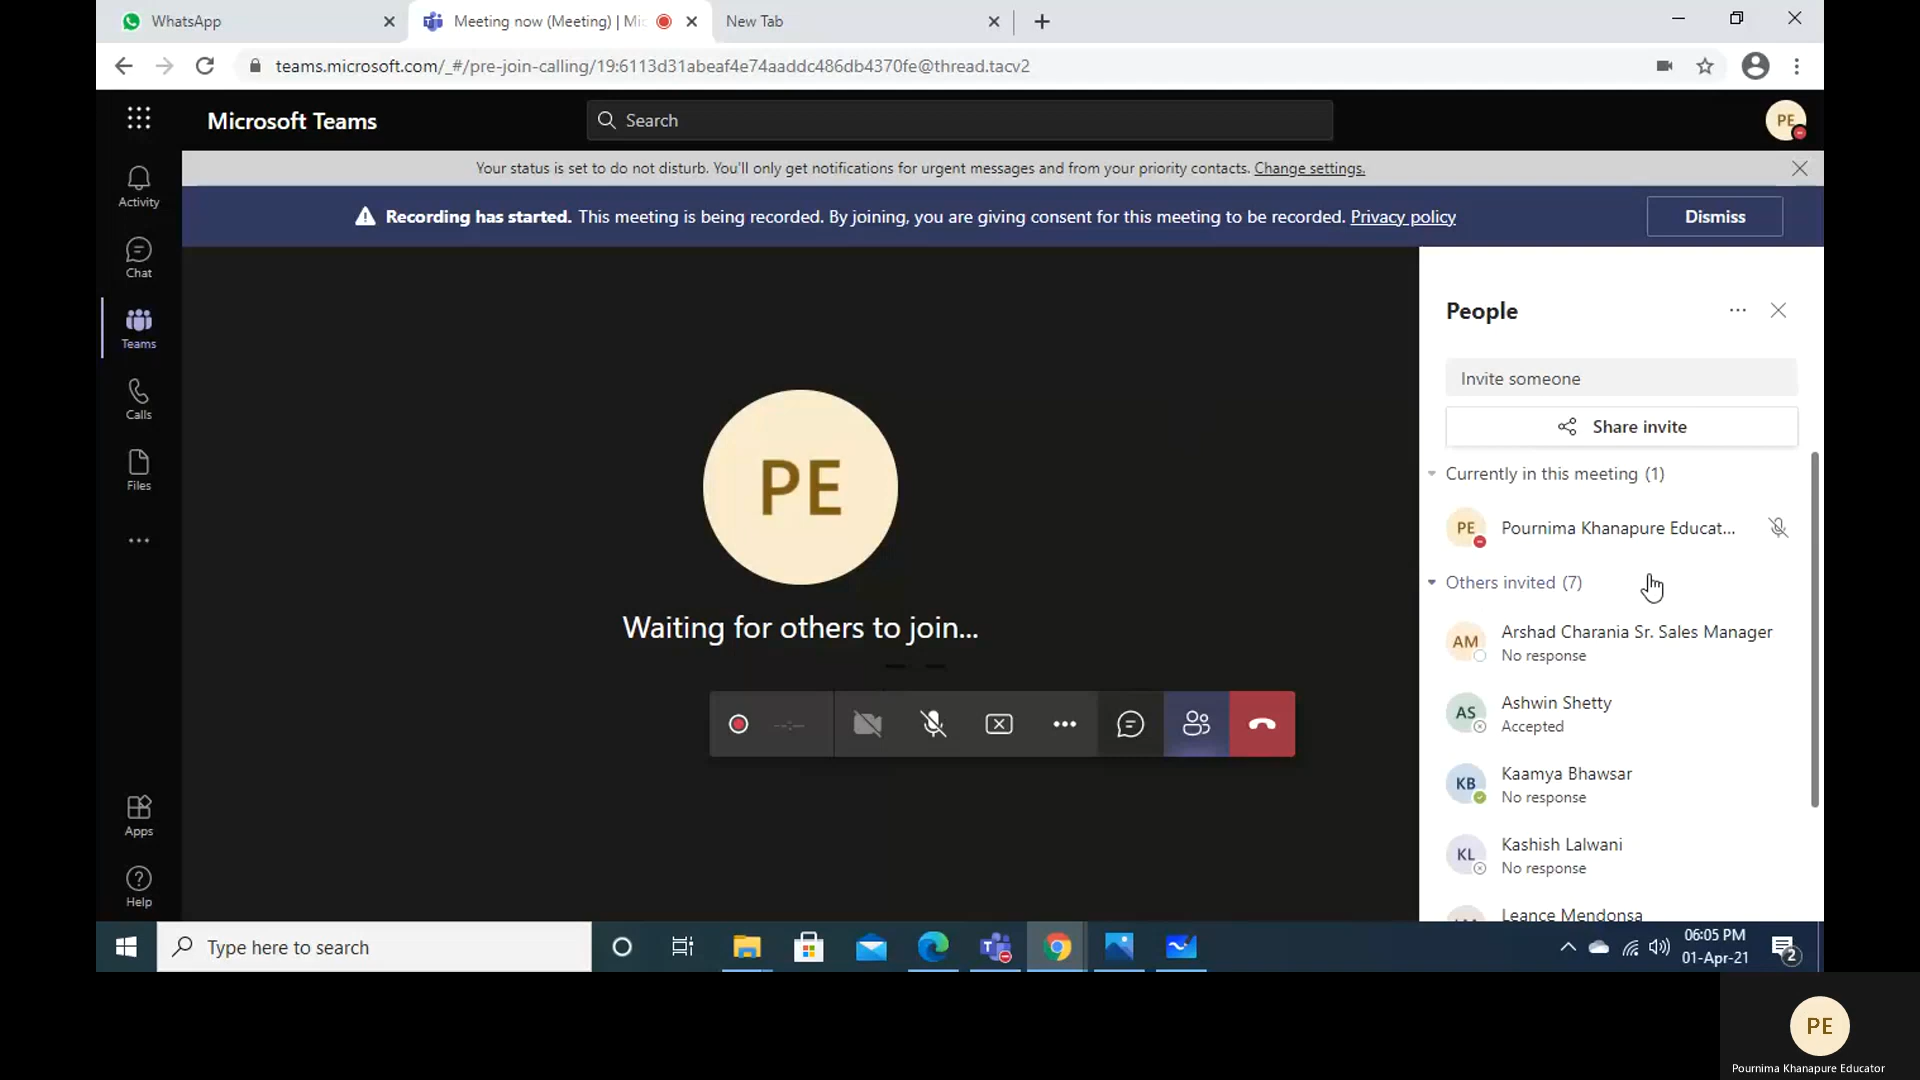 WhatsApp
Meeting now (Meeting) | Mi
New Tab
teams.microsoft.com/_#/pre-join-calling/19:6113d31abeaf4e74aaddc486db4370fe@thread.tacv2
Microsoft Teams
Search
PE
Your status is set to do not disturb. You'll only get notifications for urgent messages and from your priority contacts. Change settings.
Recording has started. This meeting is being recorded. By joining, you are giving consent for this meeting to be recorded. Privacy policy
Dismiss
Activity
Chat
Teams
Calls
Files
Apps
Help
PE
Waiting for others to join...
People
Invite someone
Share invite
Currently in this meeting (1)
PE
Pournima Khanapure Educat...
Others invited (7)
AM
Arshad Charania Sr. Sales Manager
No response
AS
Ashwin Shetty
Accepted
KB
Kaamya Bhawsar
No response
KL
Kashish Lalwani
No response
Leance Mendonsa
Type here to search
06:05 PM
01-Apr-21
2
PE
Pournima Khanapure Educator